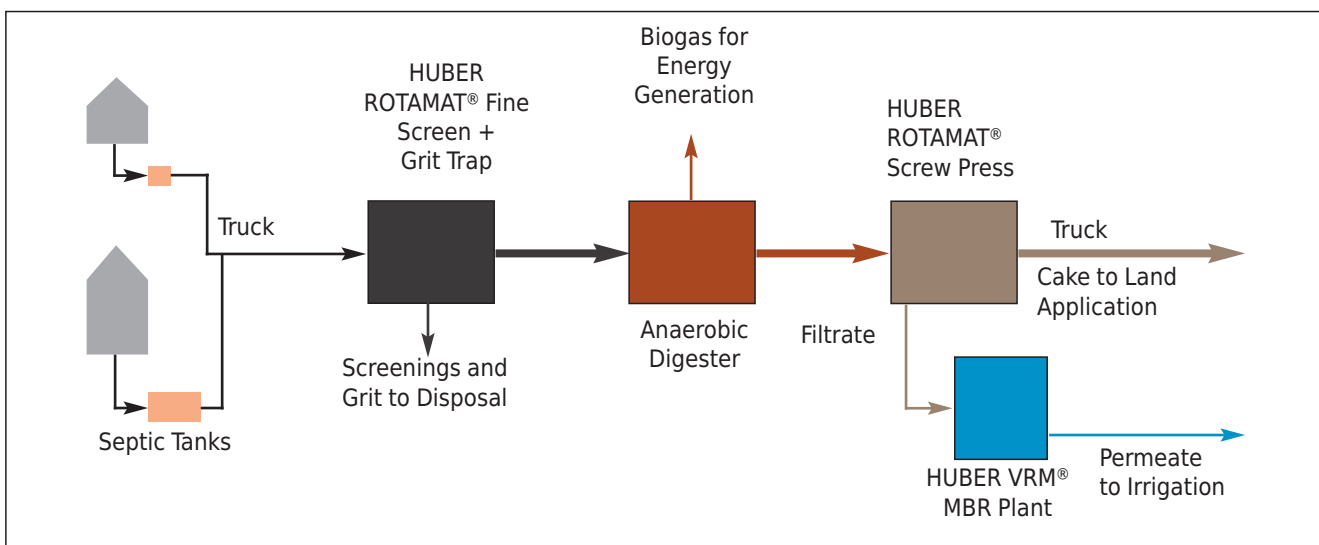 Biogas for
Energy
Generation
HUBER
ROTAMAT® Fine
Screen +
Grit Trap
HUBER
ROTAMAT®
Screw Press
Truck
Truck
Cake to Land
Application
Anaerobic
Digester
Filtrate
Screenings and
Grit to Disposal
Septic Tanks
HUBER VRM®
MBR Plant
Permeate
to Irrigation